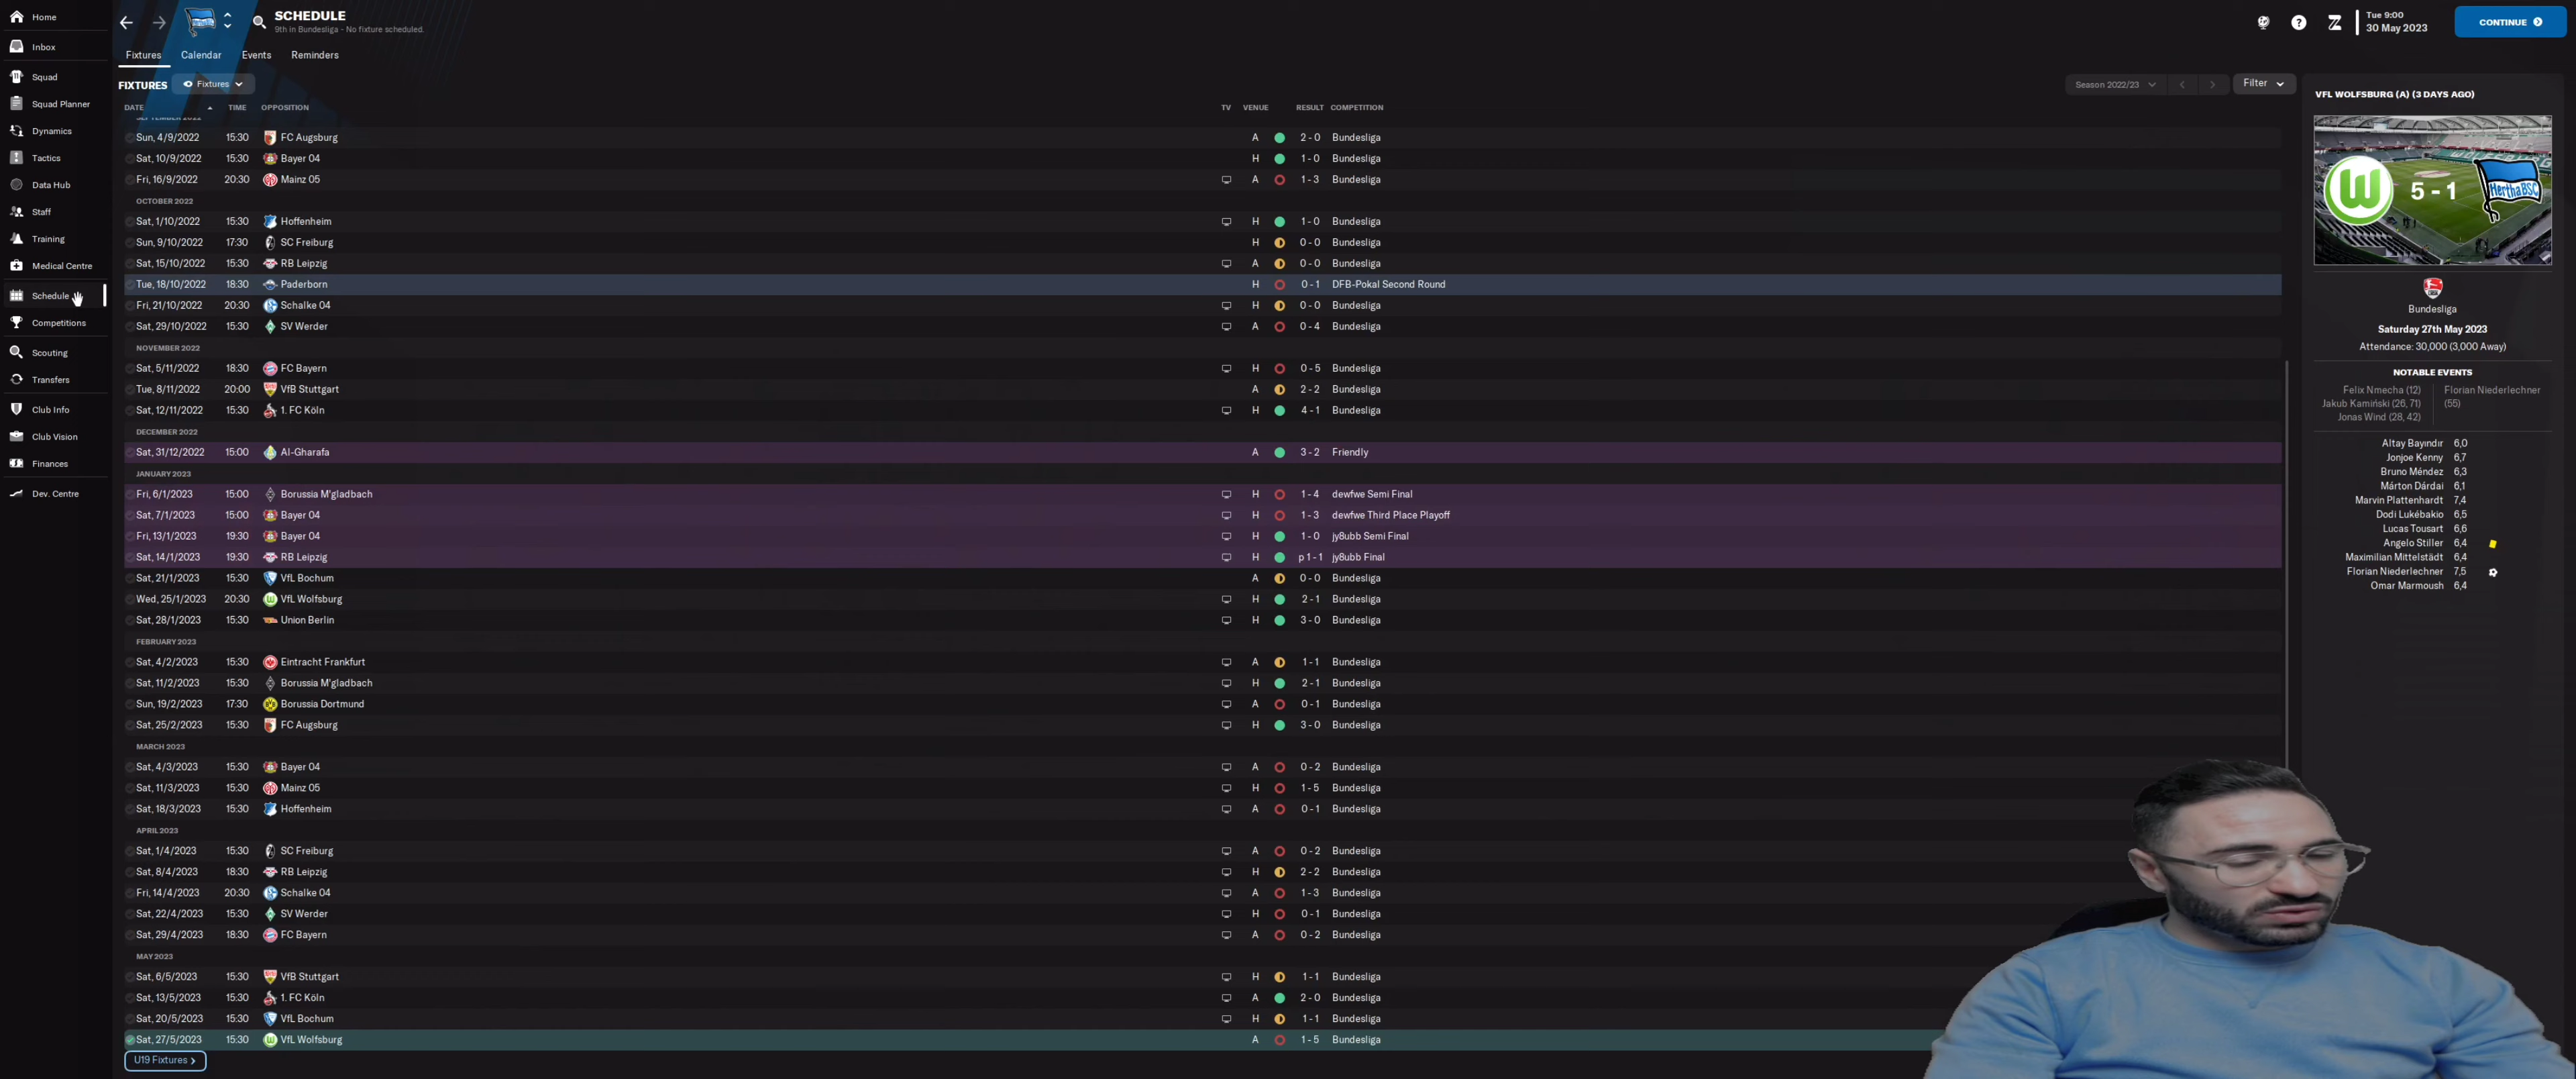 Home
Inbox
Squad
Squad Planner
Dynamics
Tactics
Data Hub
Staff
Training
Medical Centre
Schedule
Competitions
Scouting
Transfers
Club Info
Club Vision
Finances
Dev. Centre
SCHEDULE
9th in Bundesliga - No fixture scheduled.
Tue 9:00
30 May 2023
CONTINUE
Fixtures Calendar Events Reminders
FIXTURES Fixtures Season 2022/23 Filter
DATE TIME OPPOSITION TV VENUE RESULT COMPETITION
SEPTEMBER 2022
Sun, 4/9/2022 15:30 FC Augsburg A 2 - 0 Bundesliga
Sat, 10/9/2022 15:30 Bayer 04 H 1 - 0 Bundesliga
Fri, 16/9/2022 20:30 Mainz 05 A 1 - 3 Bundesliga
OCTOBER 2022
Sat, 1/10/2022 15:30 Hoffenheim H 1 - 0 Bundesliga
Sun, 9/10/2022 17:30 SC Freiburg H 0 - 0 Bundesliga
Sat, 15/10/2022 15:30 RB Leipzig A 0 - 0 Bundesliga
Tue, 18/10/2022 18:30 Paderborn H 0 - 1 DFB-Pokal Second Round
Fri, 21/10/2022 20:30 Schalke 04 H 0 - 0 Bundesliga
Sat, 29/10/2022 15:30 SV Werder A 0 - 4 Bundesliga
NOVEMBER 2022
Sat, 5/11/2022 18:30 FC Bayern H 0 - 5 Bundesliga
Tue, 8/11/2022 20:00 VfB Stuttgart A 2 - 2 Bundesliga
Sat, 12/11/2022 15:30 1. FC Köln H 4 - 1 Bundesliga
DECEMBER 2022
Sat, 31/12/2022 15:00 Al-Gharafa A 3 - 2 Friendly
JANUARY 2023
Fri, 6/1/2023 15:00 Borussia M'gladbach H 1 - 4 dewfwe Semi Final
Sat, 7/1/2023 15:00 Bayer 04 H 1 - 3 dewfwe Third Place Playoff
Fri, 13/1/2023 19:30 Bayer 04 H 1 - 0 jy8ubb Semi Final
Sat, 14/1/2023 19:30 RB Leipzig H p 1 - 1 jy8ubb Final
Sat, 21/1/2023 15:30 VfL Bochum A 0 - 0 Bundesliga
Wed, 25/1/2023 20:30 VfL Wolfsburg H 2 - 1 Bundesliga
Sat, 28/1/2023 15:30 Union Berlin H 3 - 0 Bundesliga
FEBRUARY 2023
Sat, 4/2/2023 15:30 Eintracht Frankfurt A 1 - 1 Bundesliga
Sat, 11/2/2023 15:30 Borussia M'gladbach H 2 - 1 Bundesliga
Sun, 19/2/2023 17:30 Borussia Dortmund A 0 - 1 Bundesliga
Sat, 25/2/2023 15:30 FC Augsburg H 3 - 0 Bundesliga
MARCH 2023
Sat, 4/3/2023 15:30 Bayer 04 A 0 - 2 Bundesliga
Sat, 11/3/2023 15:30 Mainz 05 H 1 - 5 Bundesliga
Sat, 18/3/2023 15:30 Hoffenheim A 0 - 1 Bundesliga
APRIL 2023
Sat, 1/4/2023 15:30 SC Freiburg A 0 - 2 Bundesliga
Sat, 8/4/2023 18:30 RB Leipzig H 2 - 2 Bundesliga
Fri, 14/4/2023 20:30 Schalke 04 A 1 - 3 Bundesliga
Sat, 22/4/2023 15:30 SV Werder H 0 - 1 Bundesliga
Sat, 29/4/2023 18:30 FC Bayern A 0 - 2 Bundesliga
MAY 2023
Sat, 6/5/2023 15:30 VfB Stuttgart H 1 - 1 Bundesliga
Sat, 13/5/2023 15:30 1. FC Köln A 2 - 0 Bundesliga
Sat, 20/5/2023 15:30 VfL Bochum H 1 - 1 Bundesliga
Sat, 27/5/2023 15:30 VfL Wolfsburg A 1 - 5 Bundesliga
U19 Fixtures
VFL WOLFSBURG (A) (3 DAYS AGO)
5 - 1
Hertha BSC
Bundesliga
Saturday 27th May 2023
Attendance: 30,000 (3,000 Away)
NOTABLE EVENTS
Felix Nmecha (12)
Jakub Kamiński (26, 71)
Jonas Wind (28, 42)
Florian Niederlechner
(55)
Altay Bayındır 6,0
Jonjoe Kenny 6,7
Bruno Méndez 6,3
Márton Dárdai 6,1
Marvin Plattenhardt 7,4
Dodi Lukébakio 6,5
Lucas Tousart 6,6
Angelo Stiller 6,4
Maximilian Mittelstädt 6,4
Florian Niederlechner 7,5
Omar Marmoush 6,4